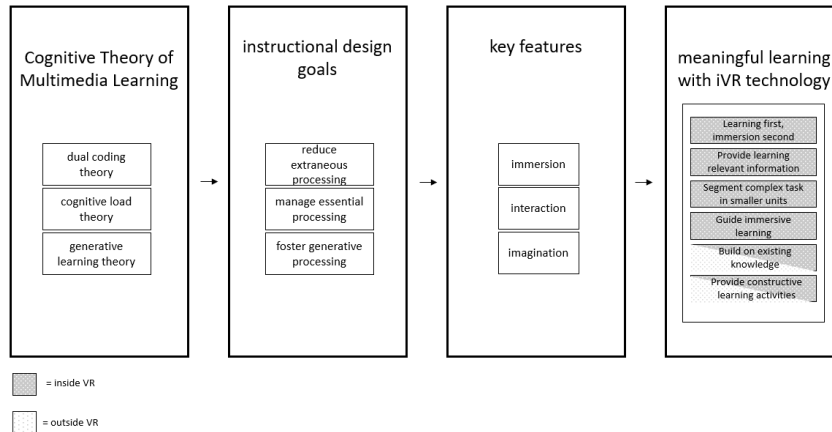 Cognitive Theory of
Multimedia Learning
dual coding
theory
cognitive load
theory
generative
learning theory
instructional design
goals
reduce
extraneous
processing
manage essential
processing
foster generative
processing
key features
immersion
interaction
imagination
meaningful learning
with iVR technology
Learning first,
immersion second
Provide learning
relevant information
Segment complex task
in smaller units
Guide immersive
learning
Build on existing
knowledge
Provide constructive
learning activities
= inside VR
= outside VR